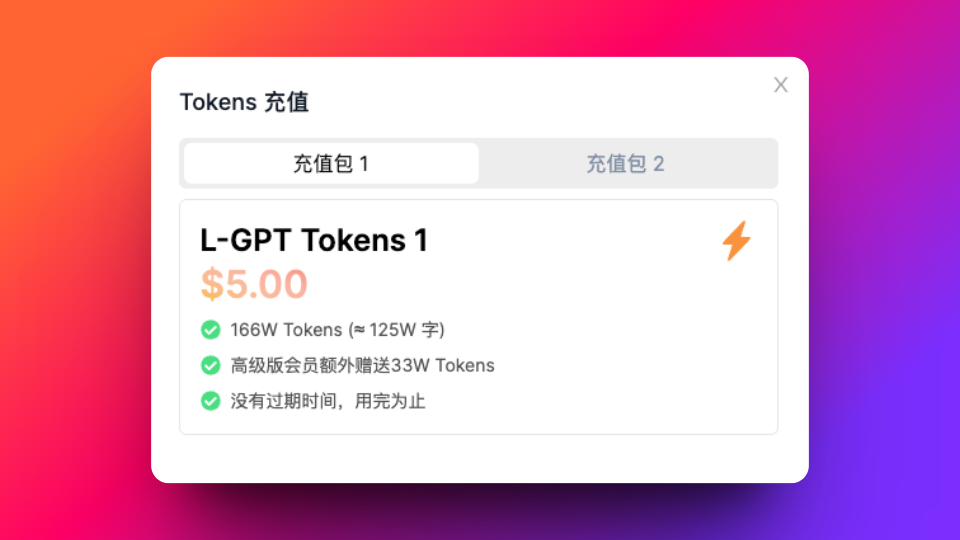 Tokens 充值
X
充值包 1
充值包 2
L-GPT Tokens 1
$5.00
166W Tokens (≈ 125W 字)
高级版会员额外赠送33W Tokens
没有过期时间，用完为止